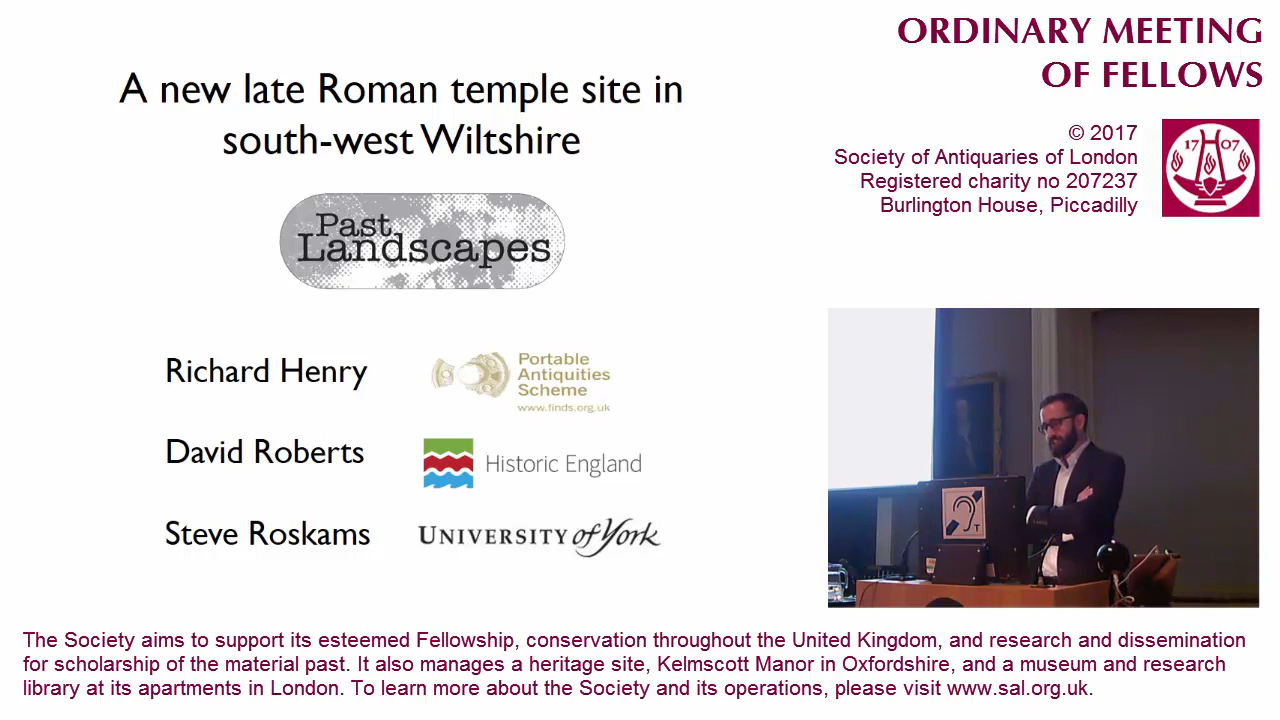 A new late Roman temple site in
south-west Wiltshire
Past
Landscapes
Richard Henry
Portable
Antiquities
Scheme
www.finds.org.uk
David Roberts
Historic England
Steve Roskams
UNIVERSITY of York
ORDINARY MEETING
OF FELLOWS
© 2017
Society of Antiquaries of London
Registered charity no 207237
Burlington House, Piccadilly
17 07
T
The Society aims to support its esteemed Fellowship, conservation throughout the United Kingdom, and research and dissemination
for scholarship of the material past. It also manages a heritage site, Kelmscott Manor in Oxfordshire, and a museum and research
library at its apartments in London. To learn more about the Society and its operations, please visit www.sal.org.uk.